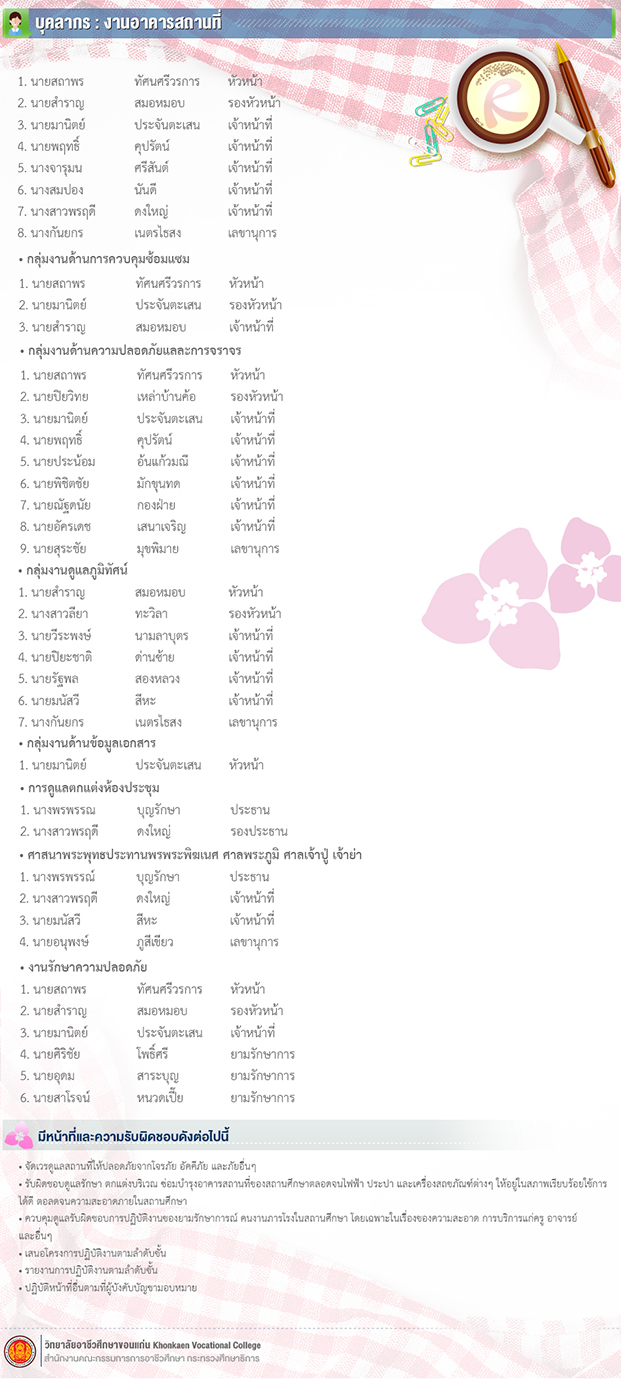 บุคลากร : งานอาคารสถานที่
1. นายสถาพร ทัศนศรีวรการ หัวหน้า
2. นายสำราญ สมอหมอบ รองหัวหน้า
3. นายมานิตย์ ประจันตะเสน เจ้าหน้าที่
4. นายพฤทธิ์ คุปรัตน์ เจ้าหน้าที่
5. นางจารุมน ศรีสันต์ เจ้าหน้าที่
6. นางสมปอง นันดี เจ้าหน้าที่
7. นางสาวพรฤดี ดงใหญ่ เจ้าหน้าที่
8. นางกันยกร เนตรไธสง เลขานุการ
• กลุ่มงานด้านการควบคุมซ้อมแซม
1. นายสถาพร ทัศนศรีวรการ หัวหน้า
2. นายมานิตย์ ประจันตะเสน รองหัวหน้า
3. นายสำราญ สมอหมอบ เจ้าหน้าที่
• กลุ่มงานด้านความปลอดภัยแลละการจราจร
1. นายสถาพร ทัศนศรีวรการ หัวหน้า
2. นายปิยวิทย เหล่าบ้านค้อ รองหัวหน้า
3. นายมานิตย์ ประจันตะเสน เจ้าหน้าที่
4. นายพฤทธิ์ คุปรัตน์ เจ้าหน้าที่
5. นายประน้อม อ้นแก้วมณี เจ้าหน้าที่
6. นายพิชิตชัย มักขุนทด เจ้าหน้าที่
7. นายณัฐดนัย กองฝ่าย เจ้าหน้าที่
8. นายอัครเดช เสนาเจริญ เจ้าหน้าที่
9. นายสุระชัย มุขพิมาย เลขานุการ
• กลุ่มงานดูแลภูมิทัศน์
1. นายสำราญ สมอหมอบ หัวหน้า
2. นางสาวลียา ทะวิลา รองหัวหน้า
3. นายวีระพงษ์ นามลาบุตร เจ้าหน้าที่
4. นายปิยะชาติ ด่านซ้าย เจ้าหน้าที่
5. นายรัฐพล สองหลวง เจ้าหน้าที่
6. นายมนัสวี สีหะ เจ้าหน้าที่
7. นางกันยกร เนตรไธสง เลขานุการ
• กลุ่มงานด้านข้อมูลเอกสาร
1. นายมานิตย์ ประจันตะเสน หัวหน้า
• การดูแลตกแต่งห้องประชุม
1. นางพรพรรณ บุญรักษา ประธาน
2. นางสาวพรฤดี ดงใหญ่ รองประธาน
• ศาสนาพระพุทธประทานพรพระพิฆเนศ ศาลพระภูมิ ศาลเจ้าปู่ เจ้าย่า
1. นางพรพรรณ์ บุญรักษา ประธาน
2. นางสาวพรฤดี ดงใหญ่ เจ้าหน้าที่
3. นายมนัสวี สีหะ เจ้าหน้าที่
4. นายอนุพงษ์ ภูสีเขียว เลขานุการ
• งานรักษาความปลอดภัย
1. นายสถาพร ทัศนศรีวรการ หัวหน้า
2. นายสำราญ สมอหมอบ รองหัวหน้า
3. นายมานิตย์ ประจันตะเสน เจ้าหน้าที่
4. นายศิริชัย โพธิ์ศรี ยามรักษาการ
5. นายอุดม สาระบุญ ยามรักษาการ
6. นายสาโรจน์ หนวดเปี๊ย ยามรักษาการ
มีหน้าที่และความรับผิดชอบดังต่อไปนี้
• จัดเวรดูแลสถานที่ให้ปลอดภัยจากโจรภัย อัคคีภัย และภัยอื่นๆ
• รับผิดชอบดูแลรักษา ตกแต่งบริเวณ ซ่อมบำรุงอาคารสถานที่ของสถานศึกษาตลอดจนไฟฟ้า ประปา และเครื่องสถขภัณฑ์ต่างๆ ให้อยู่ในสภาพเรียบร้อยใช้การ
ได้ดี ตอลดจนความสะอาดภายในสถานศึกษา
• ควบคุมดูแลรับผิดชอบการปฏิบัติงานของยามรักษาการณ์ คนงานภารโรงในสถานศึกษา โดยเฉพาะในเรื่องของความสะอาด การบริการแก่ครู อาจารย์
และอื่นๆ
• เสนอโครงการปฏิบัติงานตามลำดับขั้น
• รายงานการปฏิบัติงานตามลำดับขั้น
• ปฏิบัติหน้าที่อื่นตามที่ผู้บังคับบัญชามอบหมาย
วิทยาลัยอาชีวศึกษาขอนแก่น Khonkaen Vocational College
สำนักงานคณะกรรมการการอาชีวศึกษา กระทรวงศึกษาธิการ